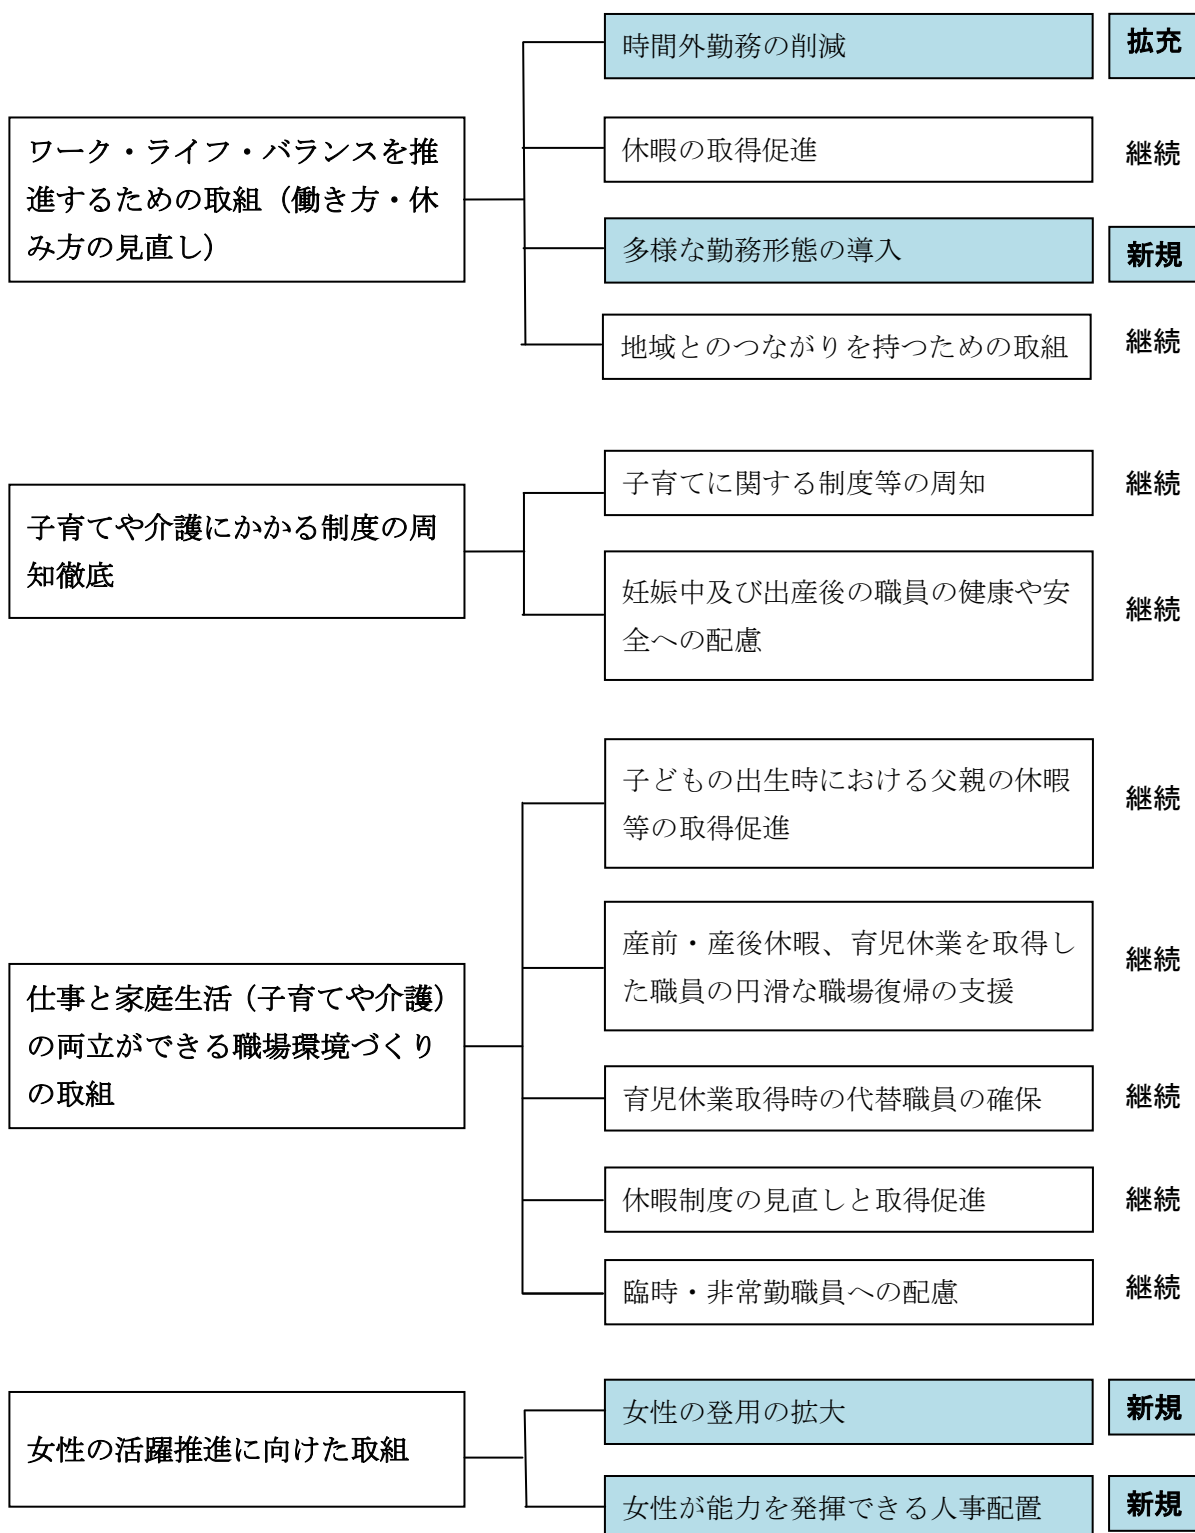 時間外勤務の削減
拡充
ワーク・ライフ・バランスを推
進するための取組（働き方・休
み方の見直し）
休暇の取得促進
継続
多様な勤務形態の導入
新規
地域とのつながりを持つための取組
継続
子育てや介護にかかる制度の周
知徹底
子育てに関する制度等の周知
継続
妊娠中及び出産後の職員の健康や安
全への配慮
継続
仕事と家庭生活（子育てや介護）
の両立ができる職場環境づくり
の取組
子どもの出生時における父親の休暇
等の取得促進
継続
産前・産後休暇、育児休業を取得し
た職員の円滑な職場復帰の支援
継続
育児休業取得時の代替職員の確保
継続
休暇制度の見直しと取得促進
継続
臨時・非常勤職員への配慮
継続
女性の活躍推進に向けた取組
女性の登用の拡大
新規
女性が能力を発揮できる人事配置
新規